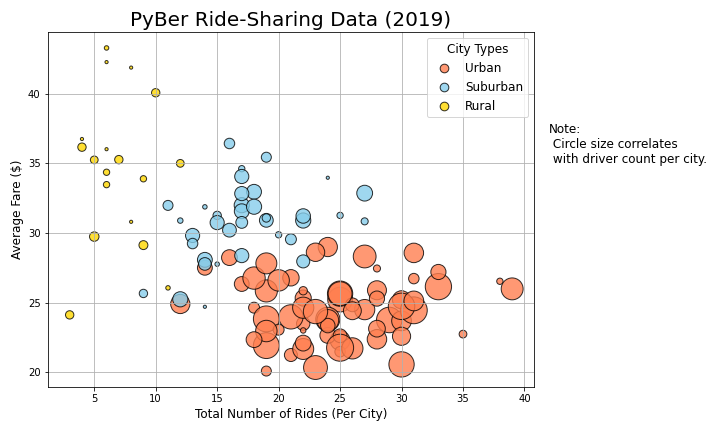 PyBer Ride-Sharing Data (2019)
City Types
Urban
Suburban
Rural
Average Fare ($)
40
35
30
25
20
5 10 15 20 25 30 35 40
Total Number of Rides (Per City)
Note:
Circle size correlates
with driver count per city.